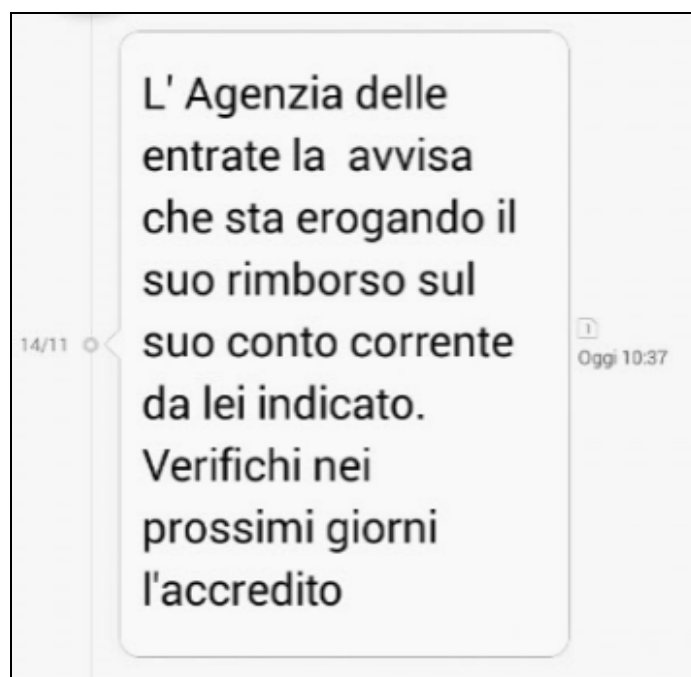 L' Agenzia delle
entrate la  avvisa
che sta erogando il
suo rimborso sul
suo conto corrente
da lei indicato.
Verifichi nei
prossimi giorni
l'accredito
14/11
1
Oggi 10:37